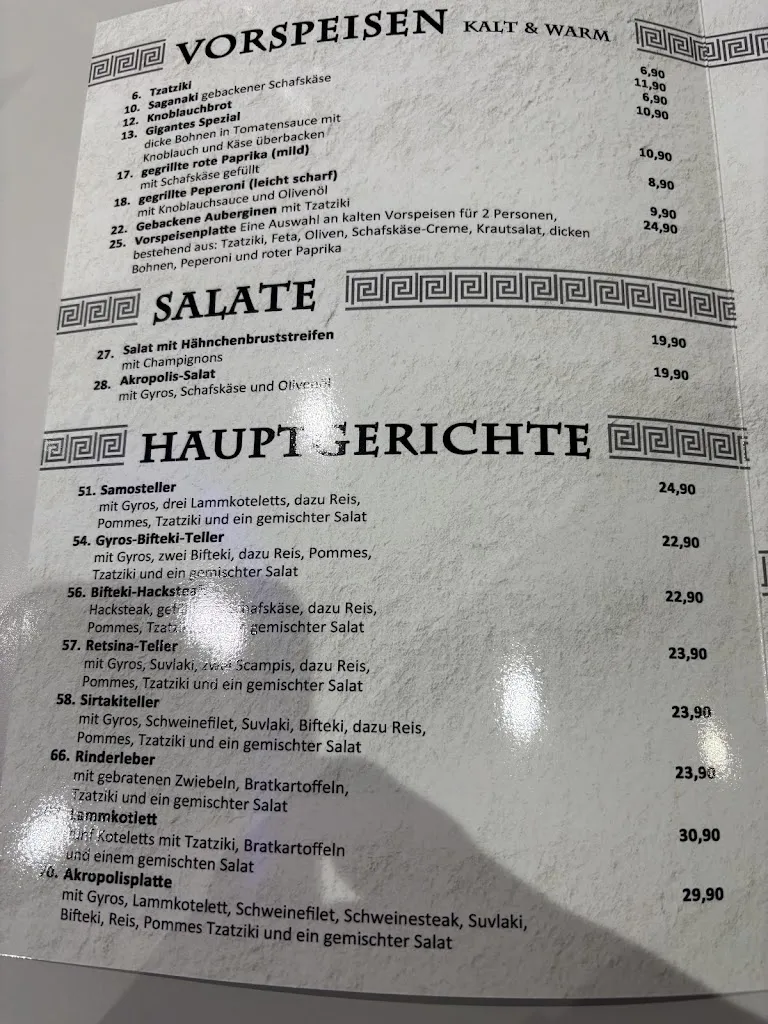 VORSPEISEN KALT & WARM
6. Tzatziki 6,90
10. Saganaki gebackener Schafskäse 11,90
12. Knoblauchbrot 6,90
13. Gigantes Spezial 10,90
dicke Bohnen in Tomatensauce mit
Knoblauch und Käse überbacken
17. gegrillte rote Paprika (mild) 10,90
mit Schafskäse gefüllt
18. gegrillte Peperoni (leicht scharf) 8,90
mit Knoblauchsauce und Olivenöl
22. Gebackene Auberginen mit Tzatziki 9,90
25. Vorspeisenplatte Eine Auswahl an kalten Vorspeisen für 2 Personen, 24,90
bestehend aus: Tzatziki, Feta, Oliven, Schafskäse-Creme, Krautsalat, dicken
Bohnen, Peperoni und roter Paprika
SALATE
27. Salat mit Hähnchenbruststreifen 19,90
mit Champignons
28. Akropolis-Salat 19,90
mit Gyros, Schafskäse und Olivenöl
HAUPTGERICHTE
51. Samosteller 24,90
mit Gyros, drei Lammkoteletts, dazu Reis,
Pommes, Tzatziki und ein gemischter Salat
54. Gyros-Bifteki-Teller 22,90
mit Gyros, zwei Bifteki, dazu Reis, Pommes,
Tzatziki und ein gemischter Salat
56. Bifteki-Hacksteak 22,90
Hacksteak, Schafskäse, dazu Reis,
Pommes, Tzatziki gemischter Salat
57. Retsina-Teller 23,90
mit Gyros, Suvlaki, zwei Scampis, dazu Reis,
Pommes, Tzatziki und ein gemischter Salat
58. Sirtakiteller 23,90
mit Gyros, Schweinefilet, Suvlaki, Bifteki, dazu Reis,
Pommes, Tzatziki und ein gemischter Salat
66. Rinderleber 23,90
mit gebratenen Zwiebeln, Bratkartoffeln,
Tzatziki und ein gemischter Salat
Lammkotlett 30,90
fünf Koteletts mit Tzatziki, Bratkartoffeln
und einem gemischten Salat
70. Akropolisplatte 29,90
mit Gyros, Lammkotelett, Schweinefilet, Schweinesteak, Suvlaki,
Bifteki, Reis, Pommes Tzatziki und ein gemischter Salat